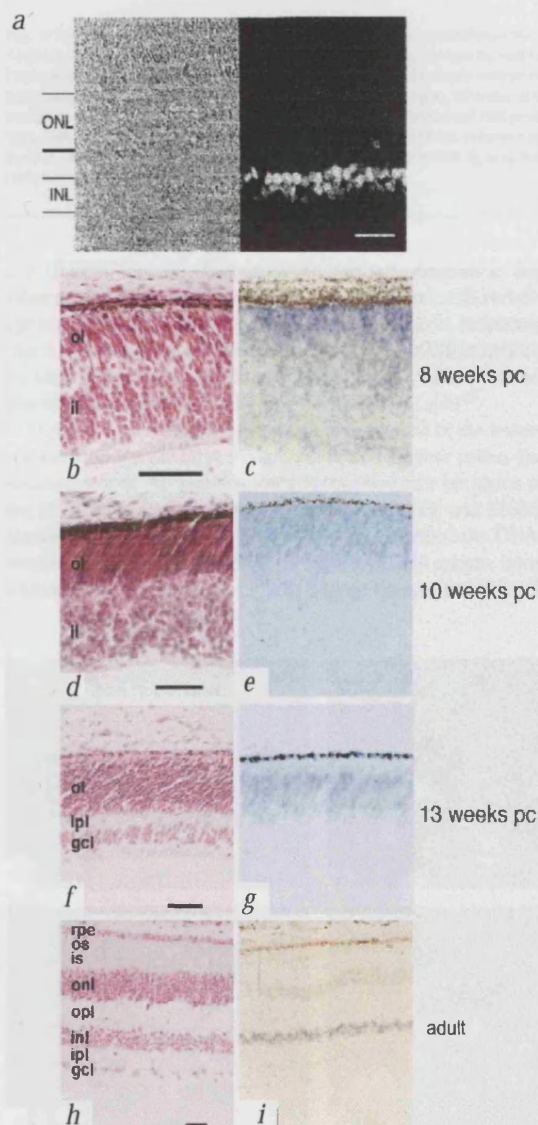 a
ONL
INL
ol
il
b
c
8 weeks pc
ol
il
d
e
10 weeks pc
ol
ipl
gcl
f
g
13 weeks pc
rpe
os
is
onl
opl
inl
ipl
gcl
h
i
adult